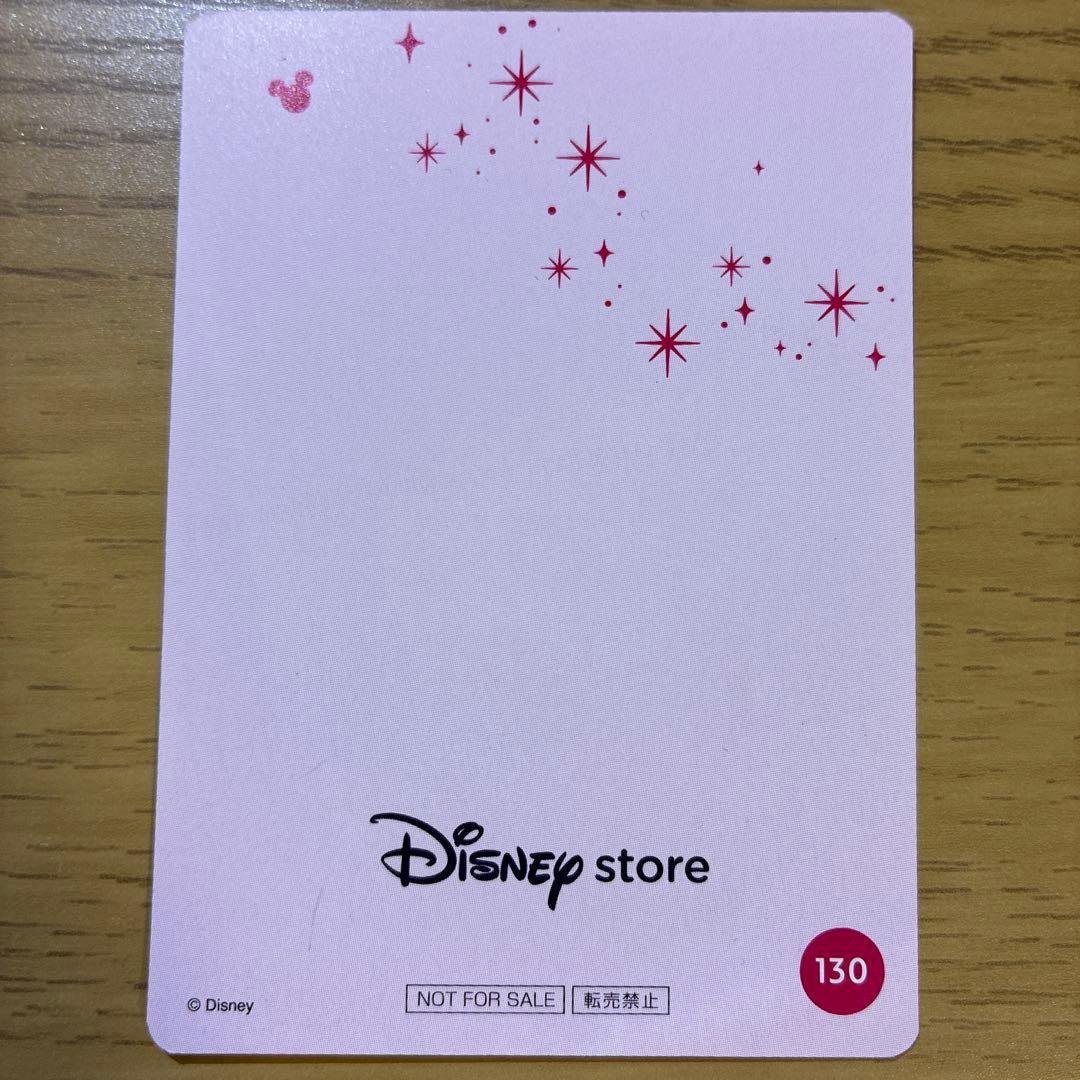 Disney store
130
© Disney
NOT FOR SALE 転売禁止